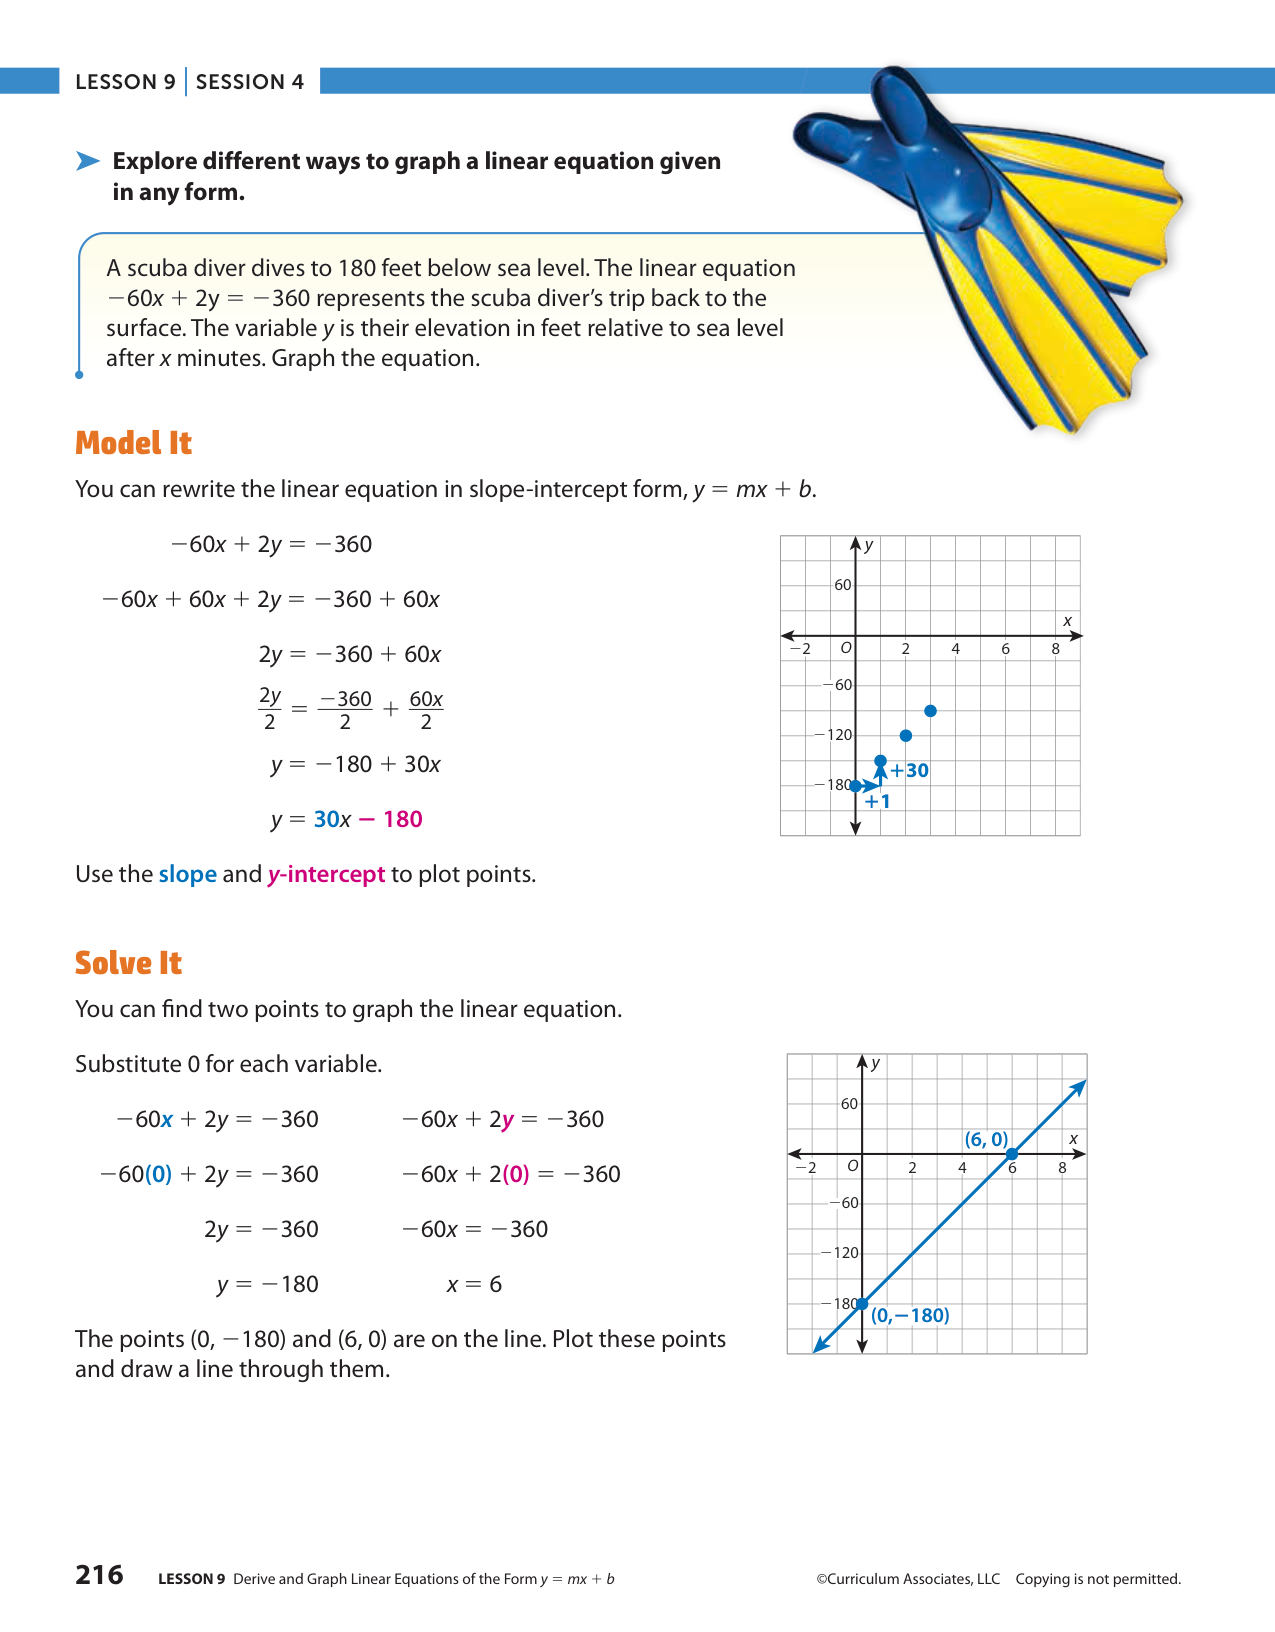 LESSON 9 | SESSION 4
➤ Explore different ways to graph a linear equation given
in any form.
A scuba diver dives to 180 feet below sea level. The linear equation
−60x + 2y = −360 represents the scuba diver’s trip back to the
surface. The variable y is their elevation in feet relative to sea level
after x minutes. Graph the equation.
Model It
You can rewrite the linear equation in slope-intercept form, y = mx + b.
−60x + 2y = −360
−60x + 60x + 2y = −360 + 60x
2y = −360 + 60x
2y/2 = −360/2 + 60x/2
y = −180 + 30x
y = 30x − 180
y
60
x
−2 O 2 4 6 8
−60
−120
−180
+30
+1
Use the slope and y-intercept to plot points.
Solve It
You can find two points to graph the linear equation.
Substitute 0 for each variable.
−60x + 2y = −360
−60(0) + 2y = −360
2y = −360
y = −180
−60x + 2y = −360
−60x + 2(0) = −360
−60x = −360
x = 6
y
60
(6, 0)
x
−2 O 2 4 6 8
−60
−120
−180
(0,−180)
The points (0, −180) and (6, 0) are on the line. Plot these points
and draw a line through them.
216 LESSON 9 Derive and Graph Linear Equations of the Form y = mx + b
©Curriculum Associates, LLC Copying is not permitted.